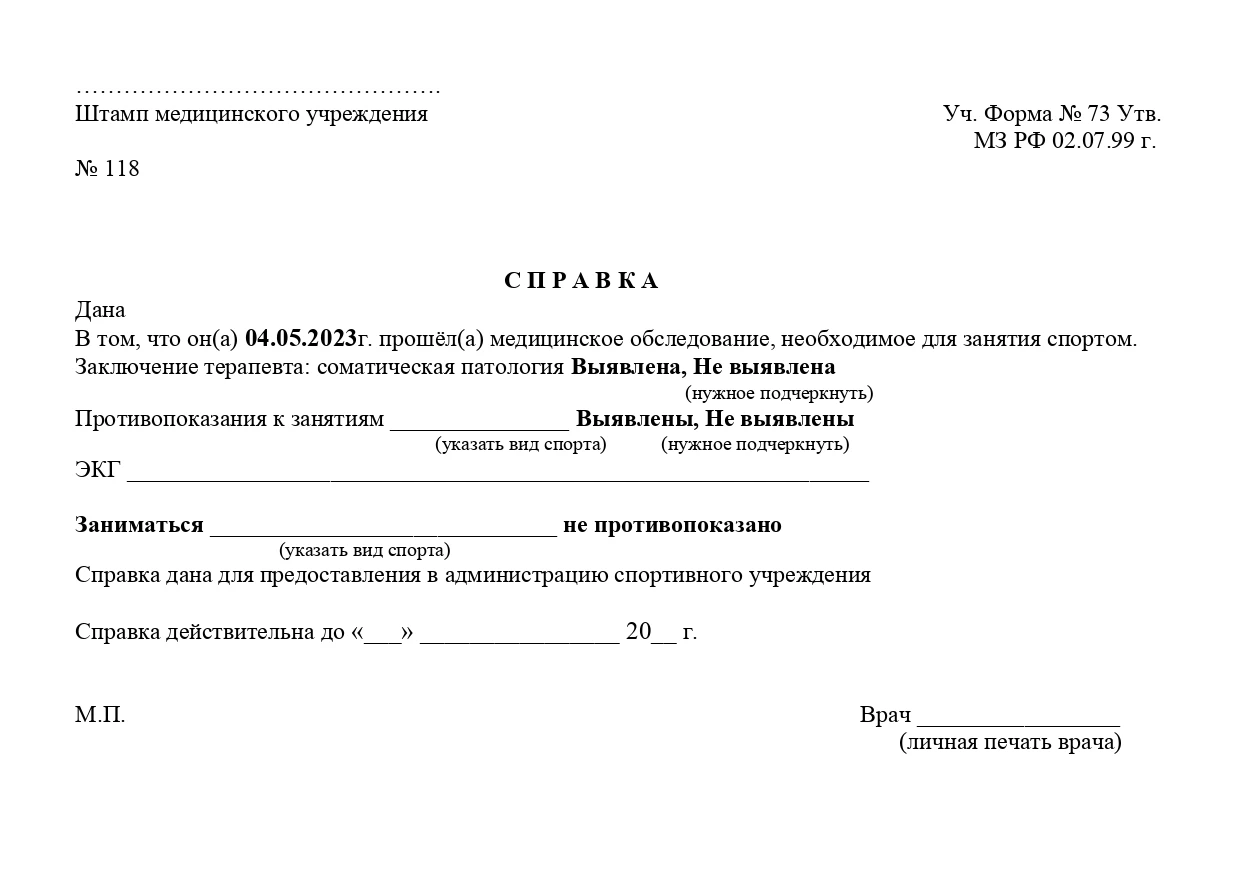 ……………………………………….
Штамп медицинского учреждения Уч. Форма № 73 Утв.
МЗ РФ 02.07.99 г.
№ 118
С П Р А В К А
Дана
В том, что он(а) 04.05.2023г. прошёл(а) медицинское обследование, необходимое для занятия спортом.
Заключение терапевта: соматическая патология Выявлена, Не выявлена
(нужное подчеркнуть)
Противопоказания к занятиям _______________ Выявлены, Не выявлены
(указать вид спорта) (нужное подчеркнуть)
ЭКГ ______________________________________________________________
Заниматься _____________________________ не противопоказано
(указать вид спорта)
Справка дана для предоставления в администрацию спортивного учреждения
Справка действительна до «___» ________________ 20__ г.
М.П. Врач _________________
(личная печать врача)